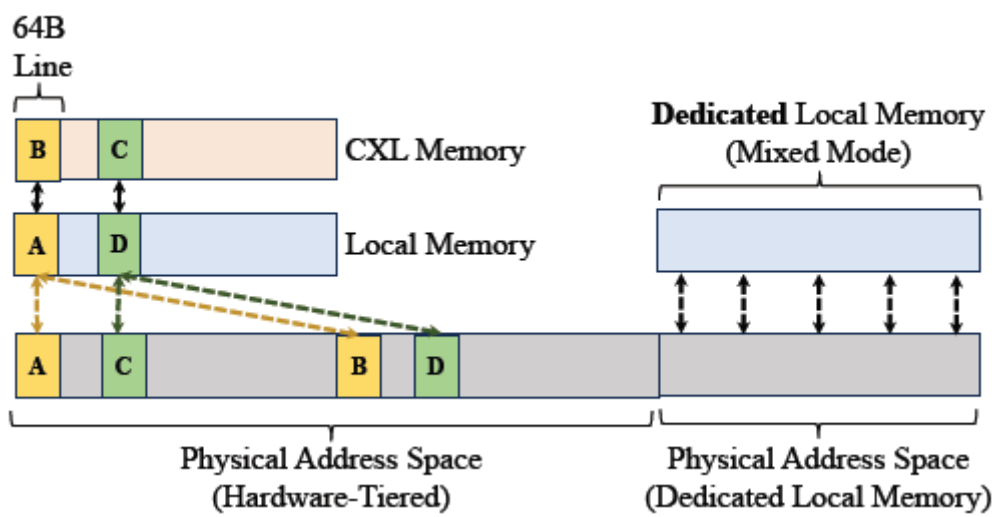 64B
Line
B
C
CXL Memory
Dedicated Local Memory
(Mixed Mode)
A
D
Local Memory
A
C
B
D
Physical Address Space
(Hardware-Tiered)
Physical Address Space
(Dedicated Local Memory)